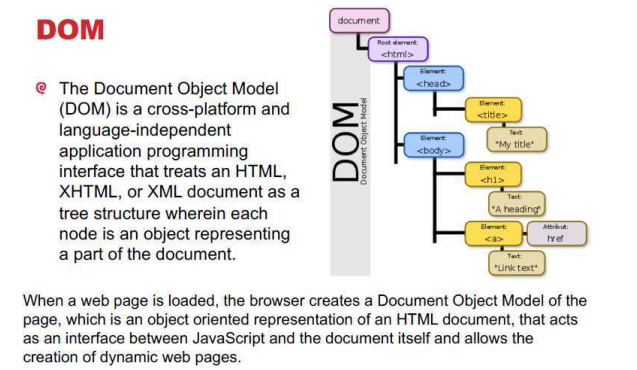 DOM
The Document Object Model
(DOM) is a cross-platform and
language-independent
application programming
interface that treats an HTML,
XHTML, or XML document as a
tree structure wherein each
node is an object representing
a part of the document.
document
Root element:
<html>
Element:
<head>
Element:
<title>
Text:
"My title"
Element:
<body>
Element:
<h1>
Text:
"A heading"
Element:
<a>
Attribut:
href
Text:
"Link text"
DOM
Document Object Model
When a web page is loaded, the browser creates a Document Object Model of the
page, which is an object oriented representation of an HTML document, that acts
as an interface between JavaScript and the document itself and allows the
creation of dynamic web pages.